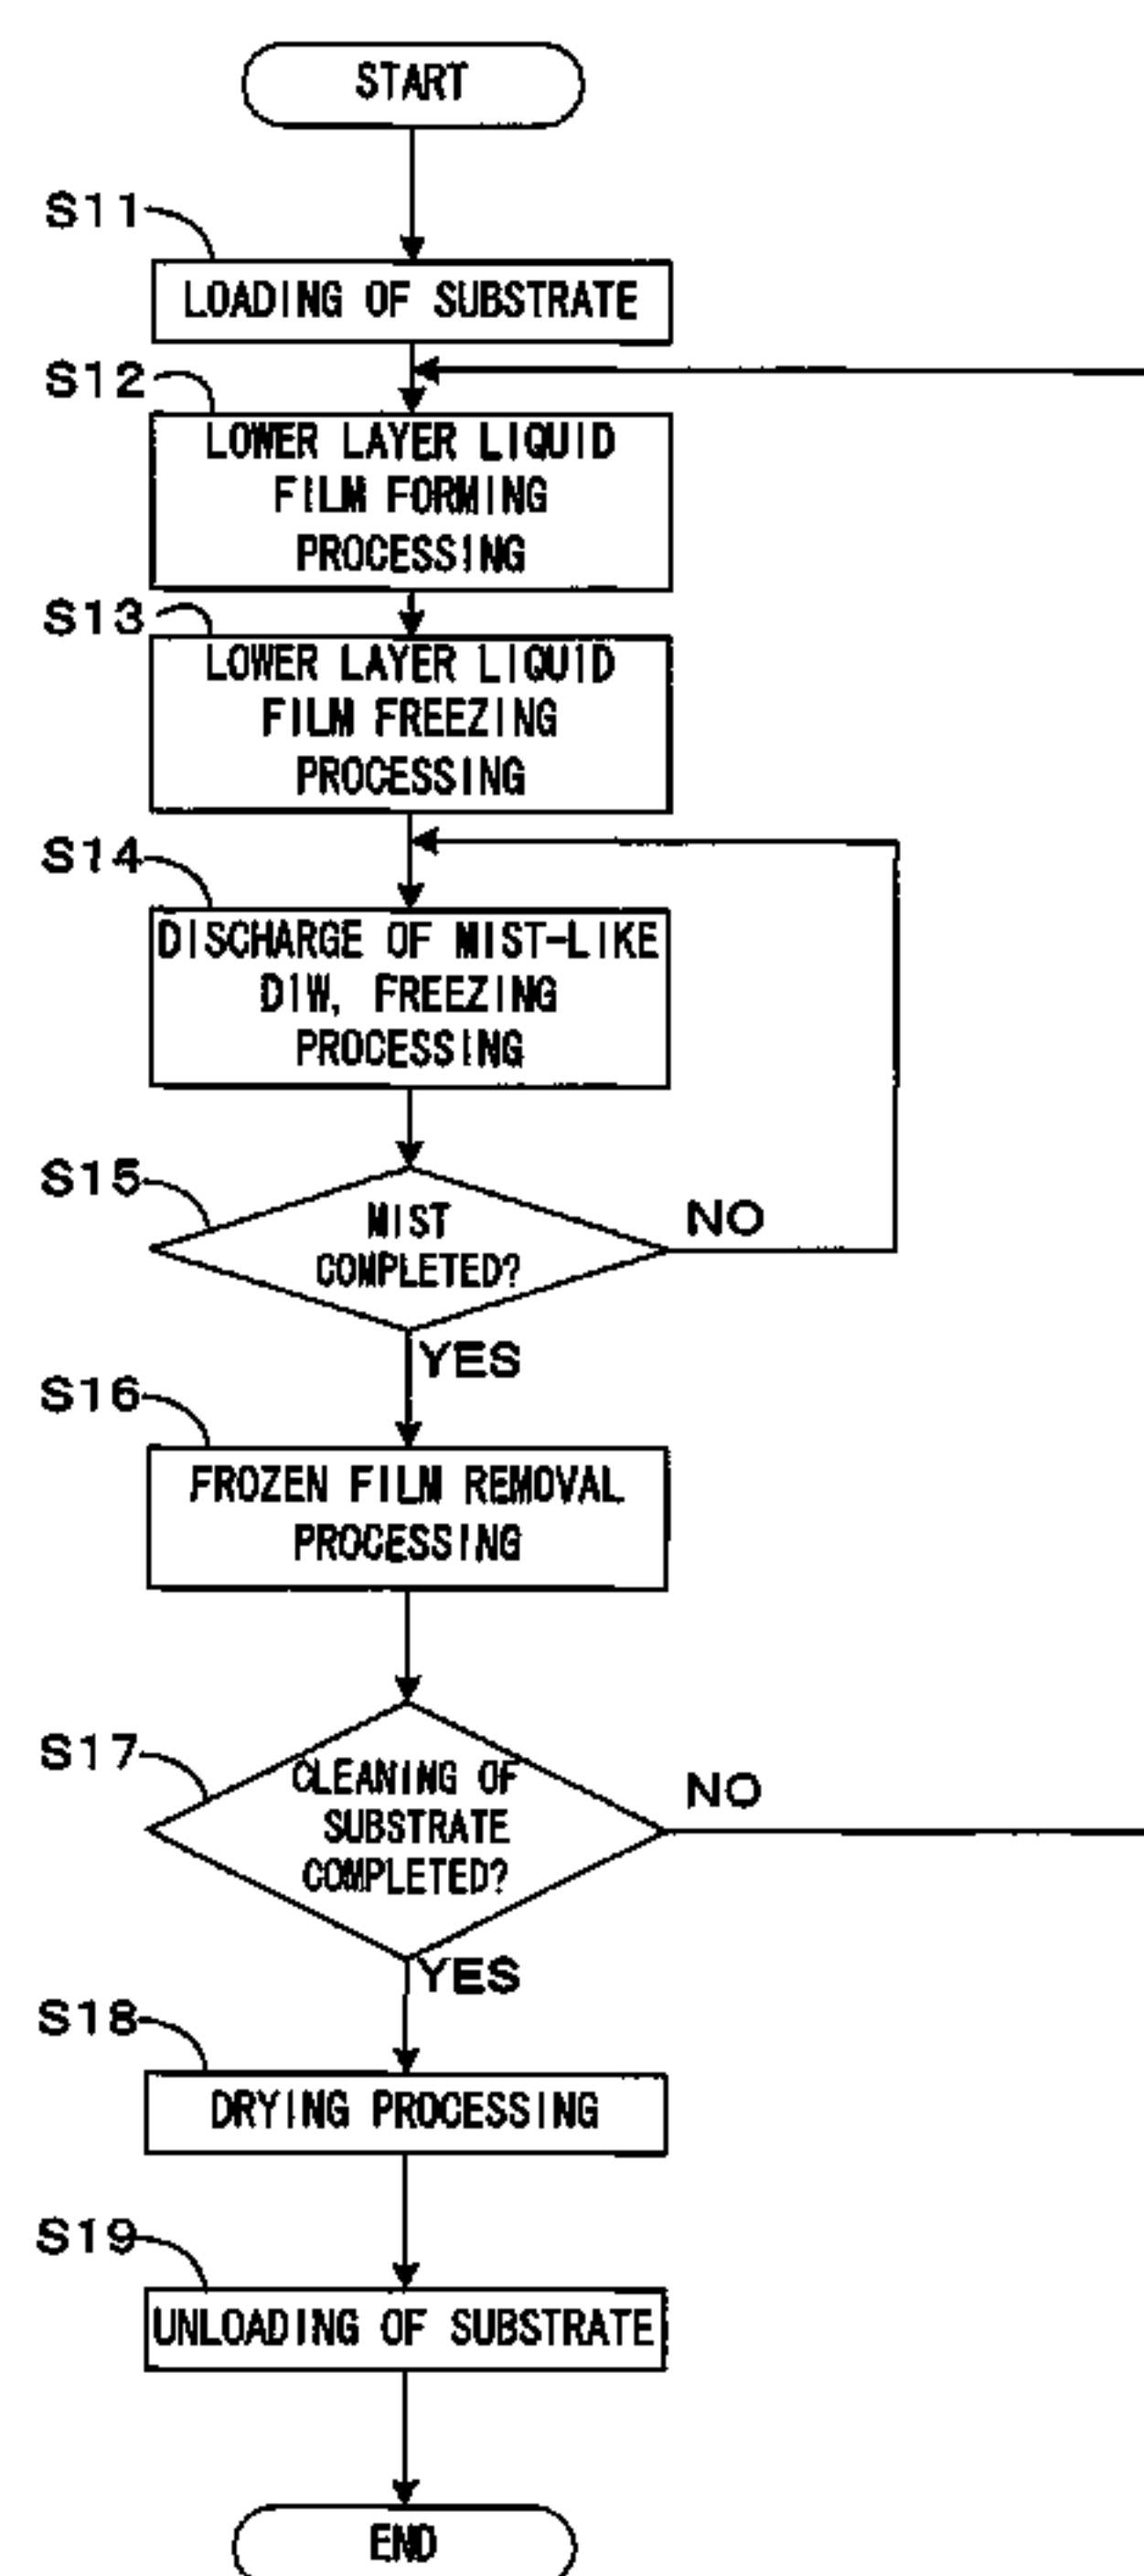 START
S11
LOADING OF SUBSTRATE
S12
LOWER LAYER LIQUID
FILM FORMING
PROCESSING
S13
LOWER LAYER LIQUID
FILM FREEZING
PROCESSING
S14
DISCHARGE OF MIST-LIKE
DIW, FREEZING
PROCESSING
S15
MIST
COMPLETED?
NO
YES
S16
FROZEN FILM REMOVAL
PROCESSING
S17
CLEANING OF
SUBSTRATE
COMPLETED?
NO
YES
S18
DRYING PROCESSING
S19
UNLOADING OF SUBSTRATE
END